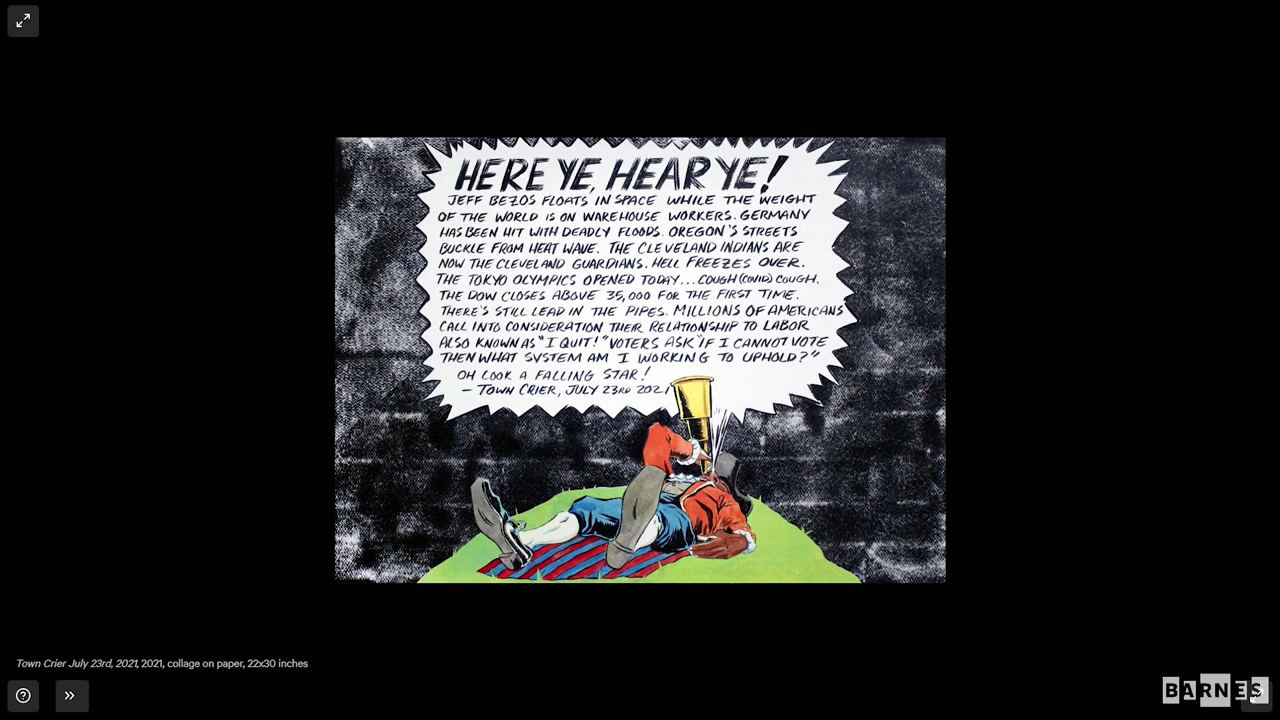 HERE YE, HEAR YE!
JEFF BEZOS FLOATS IN SPACE WHILE THE WEIGHT
OF THE WORLD IS ON WAREHOUSE WORKERS. GERMANY
HAS BEEN HIT WITH DEADLY FLOODS. OREGON'S STREETS
BUCKLE FROM HEAT WAVE. THE CLEVELAND INDIANS ARE
NOW THE CLEVELAND GUARDIANS. HELL FREEZES OVER.
THE TOKYO OLYMPICS OPENED TODAY... COUGH (COVID) COUGH.
THE DOW CLOSES ABOVE 35,000 FOR THE FIRST TIME.
THERE'S STILL LEAD IN THE PIPES. MILLIONS OF AMERICANS
CALL INTO CONSIDERATION THEIR RELATIONSHIP TO LABOR
ALSO KNOWN AS "I QUIT!" VOTERS ASK "IF I CANNOT VOTE
THEN WHAT SYSTEM AM I WORKING TO UPHOLD?"
OH LOOK A FALLING STAR!
– TOWN CRIER, JULY 23RD 2021
Town Crier July 23rd, 2021, 2021, collage on paper, 22x30 inches
BARNES